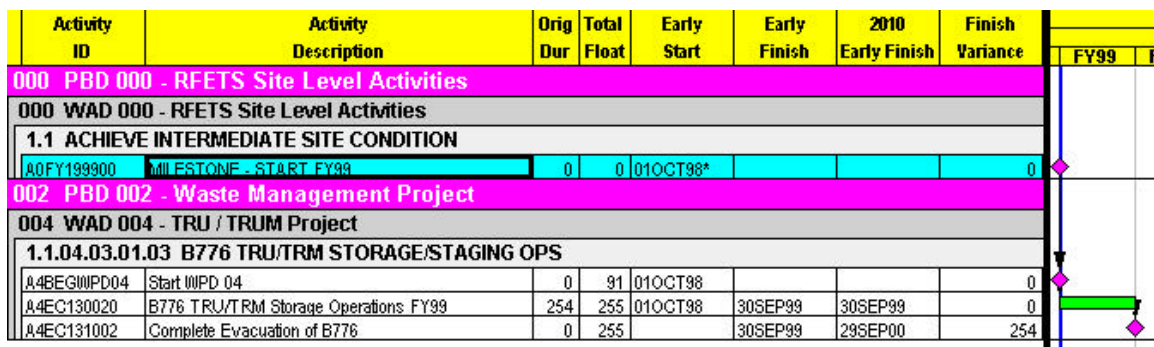 Activity Activity Orig Total Early Early 2010 Finish
ID Description Dur Float Start Finish Early Finish Variance FY99
000 PBD 000 - RFETS Site Level Activities
000 WAD 000 - RFETS Site Level Activities
1.1 ACHIEVE INTERMEDIATE SITE CONDITION
A0FY199900 MILESTONE - START FY99 0 0 01OCT98* 0
002 PBD 002 - Waste Management Project
004 WAD 004 - TRU / TRUM Project
1.1.04.03.01.03 B776 TRU/TRM STORAGE/STAGING OPS
A4BEGWPD04 Start WPD 04 0 91 01OCT98 0
A4EC130020 B776 TRU/TRM Storage Operations FY99 254 255 01OCT98 30SEP99 30SEP99 0
A4EC131002 Complete Evacuation of B776 0 255 30SEP99 29SEP00 254